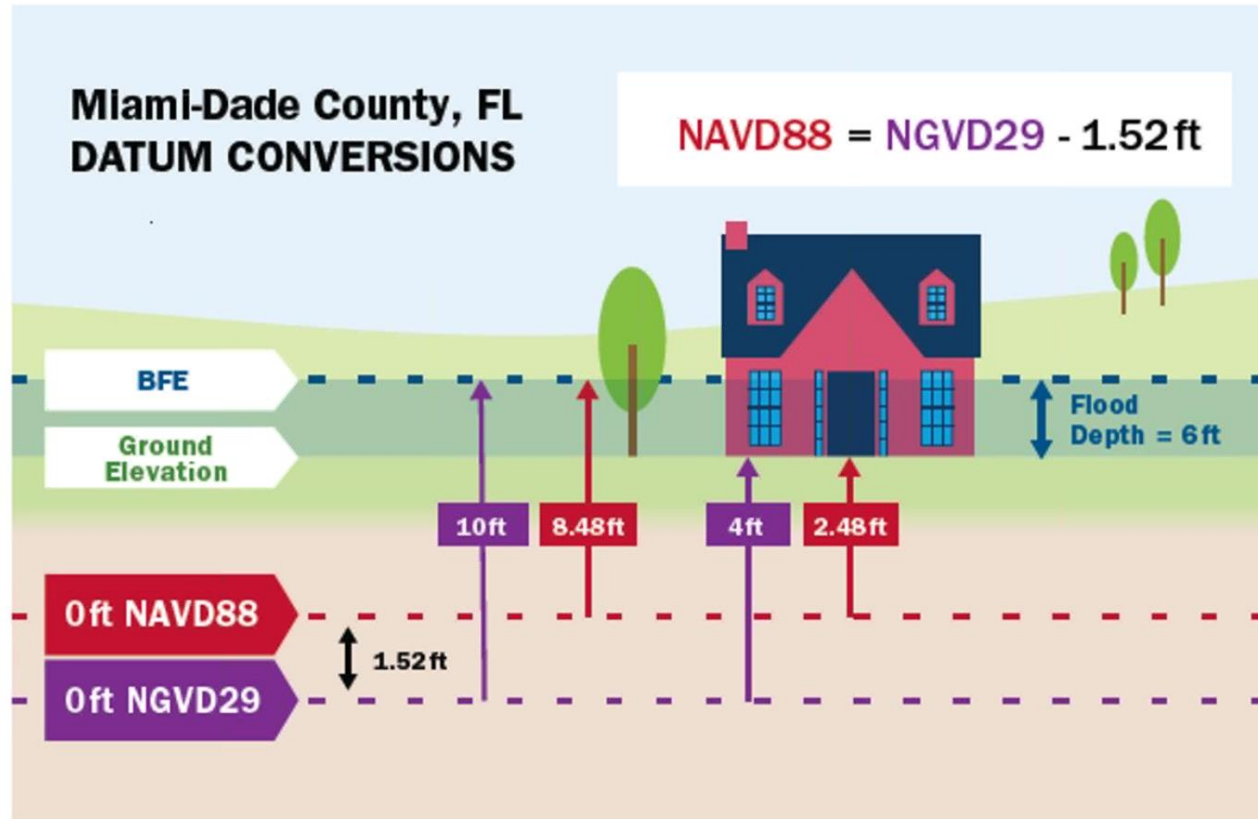 Miami-Dade County, FL
DATUM CONVERSIONS
NAVD88 = NGVD29 - 1.52ft
BFE
Ground
Elevation
Flood
Depth = 6ft
10ft
8.48ft
4ft
2.48ft
0ft NAVD88
1.52ft
0ft NGVD29